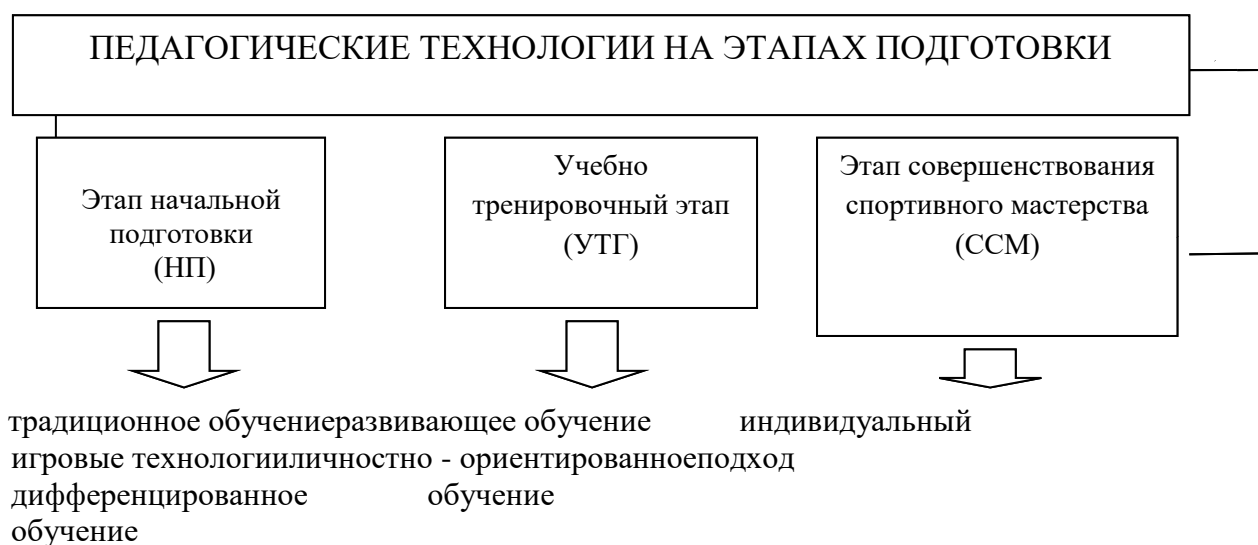 ПЕДАГОГИЧЕСКИЕ ТЕХНОЛОГИИ НА ЭТАПАХ ПОДГОТОВКИ
Этап начальной
подготовки
(НП)
Учебно
тренировочный этап
(УТГ)
Этап совершенствования
спортивного мастерства
(ССМ)
традиционное обучениеразвивающее обучение индивидуальный
игровые технологииличностно - ориентированноеподход
дифференцированное обучение
обучение